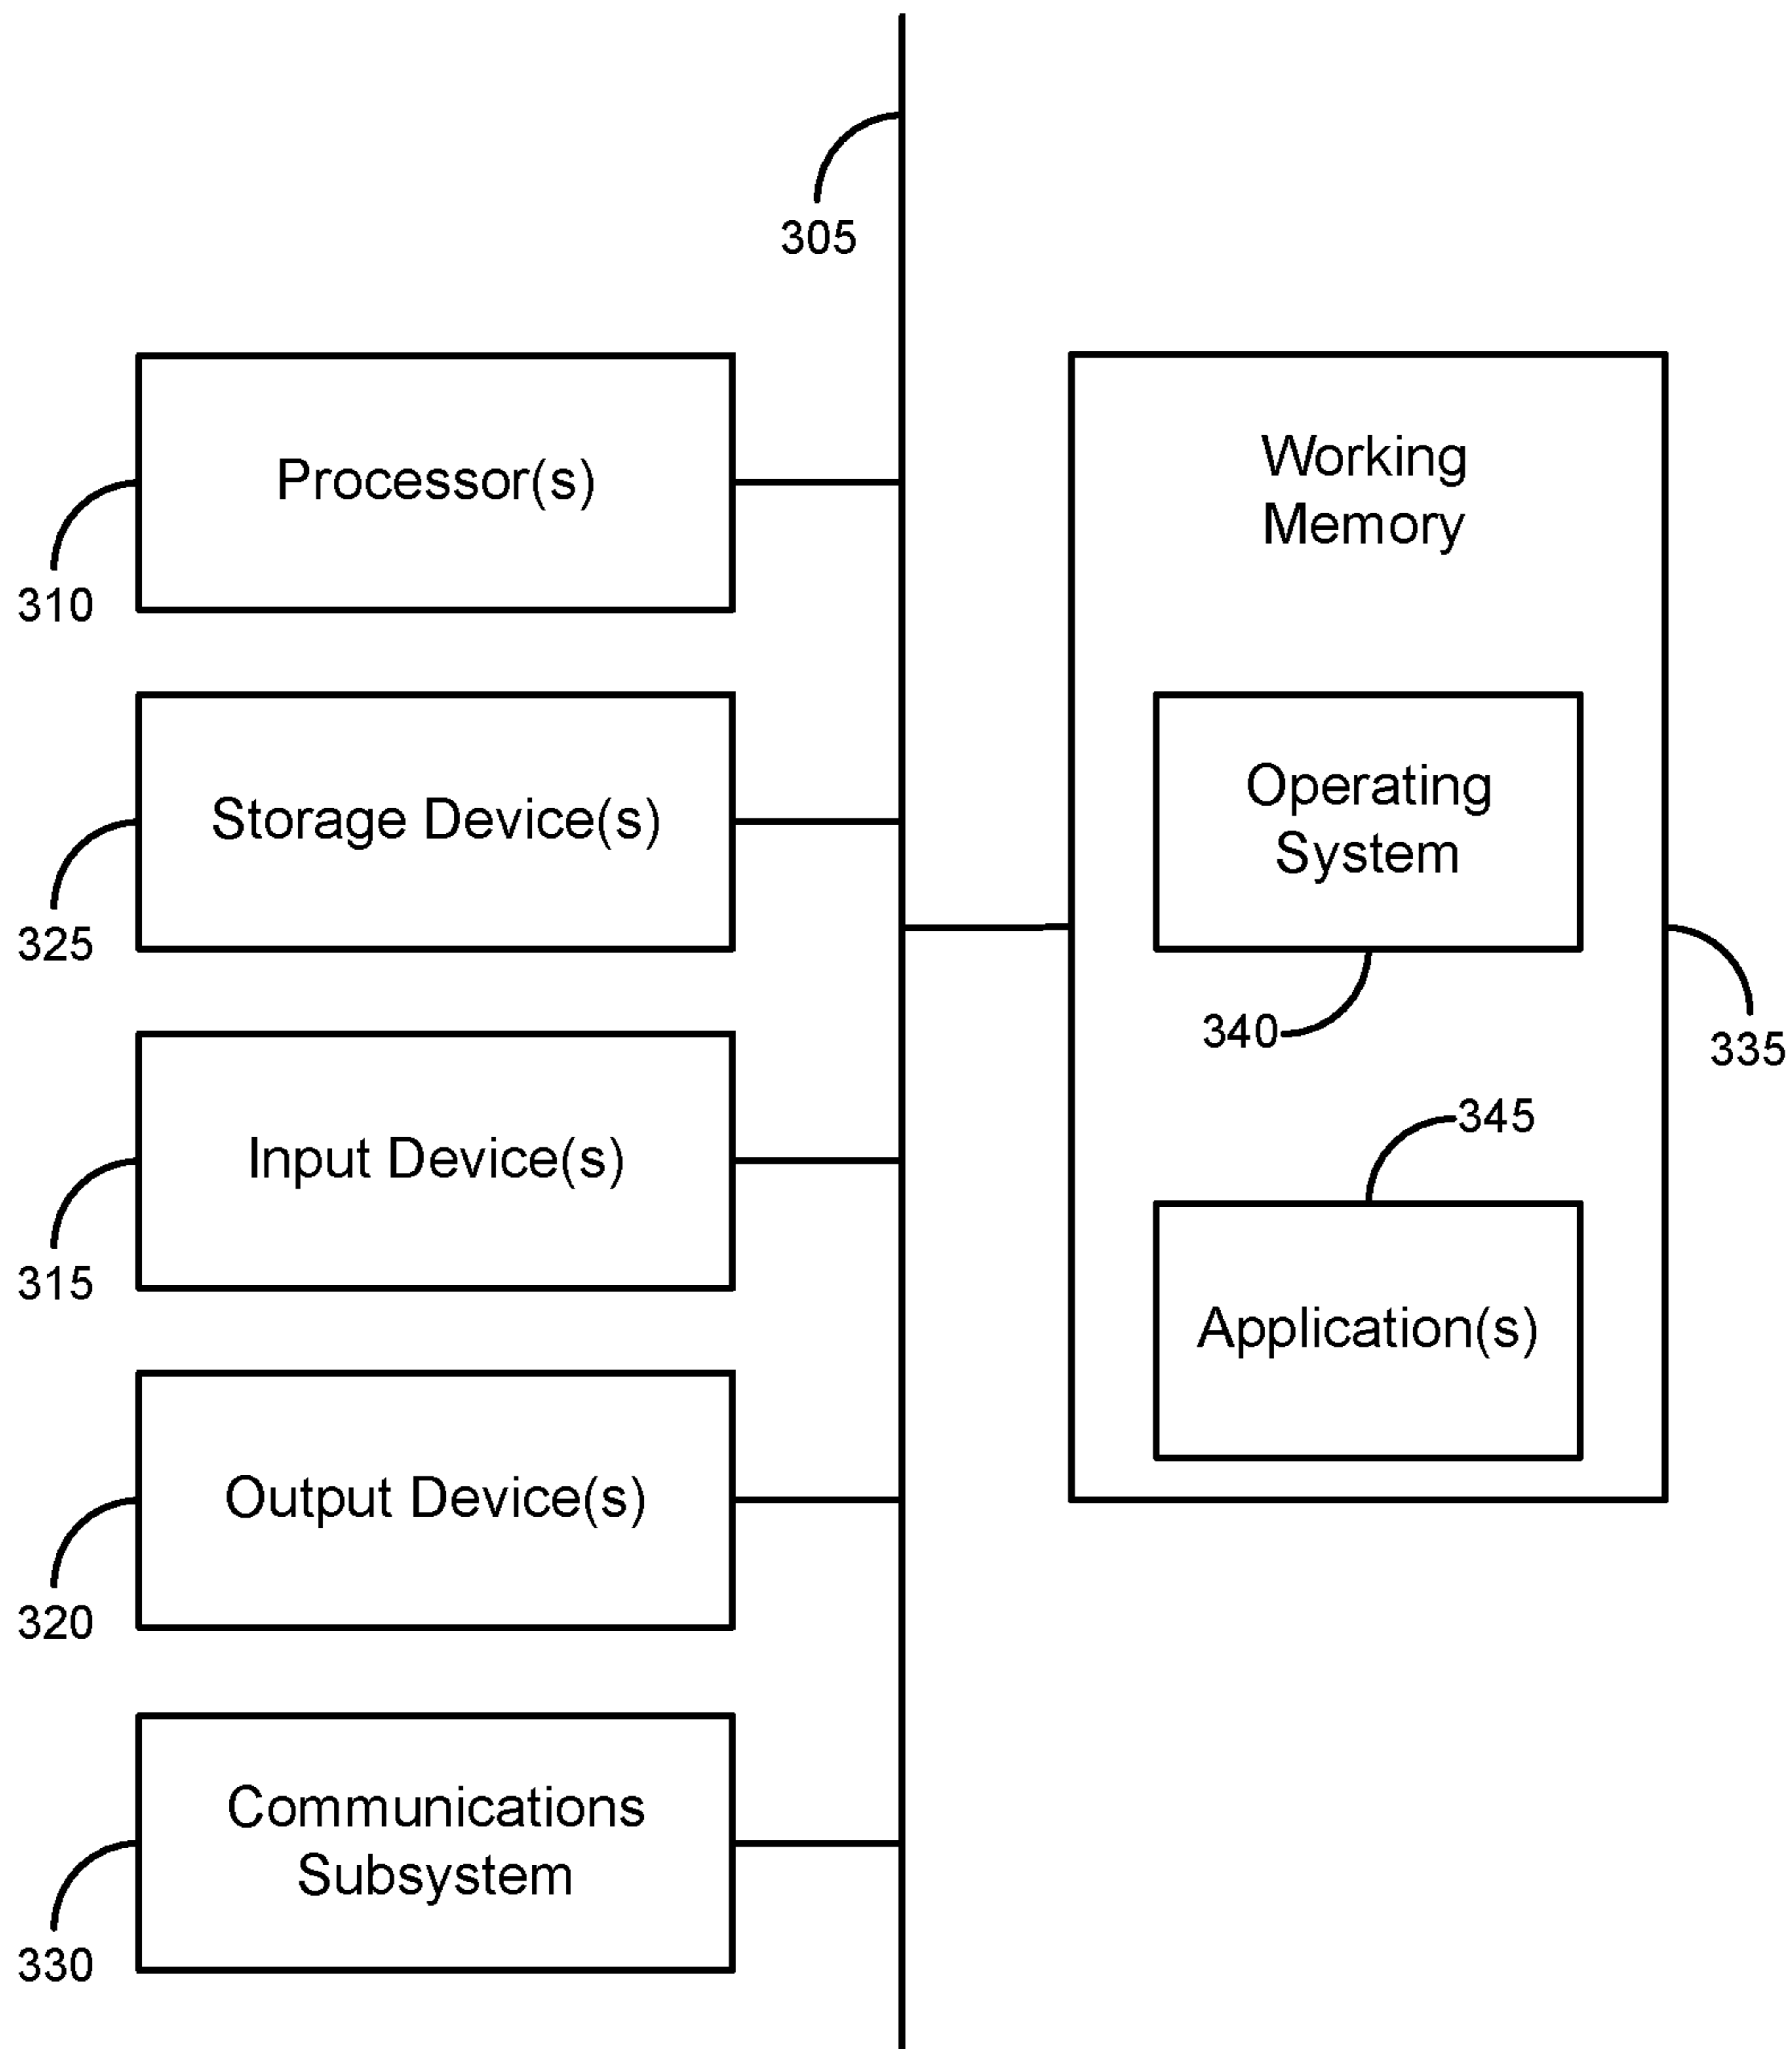 305
Processor(s)
310
Storage Device(s)
325
Input Device(s)
315
Output Device(s)
320
Communications
Subsystem
330
Working
Memory
Operating
System
340
335
345
Application(s)